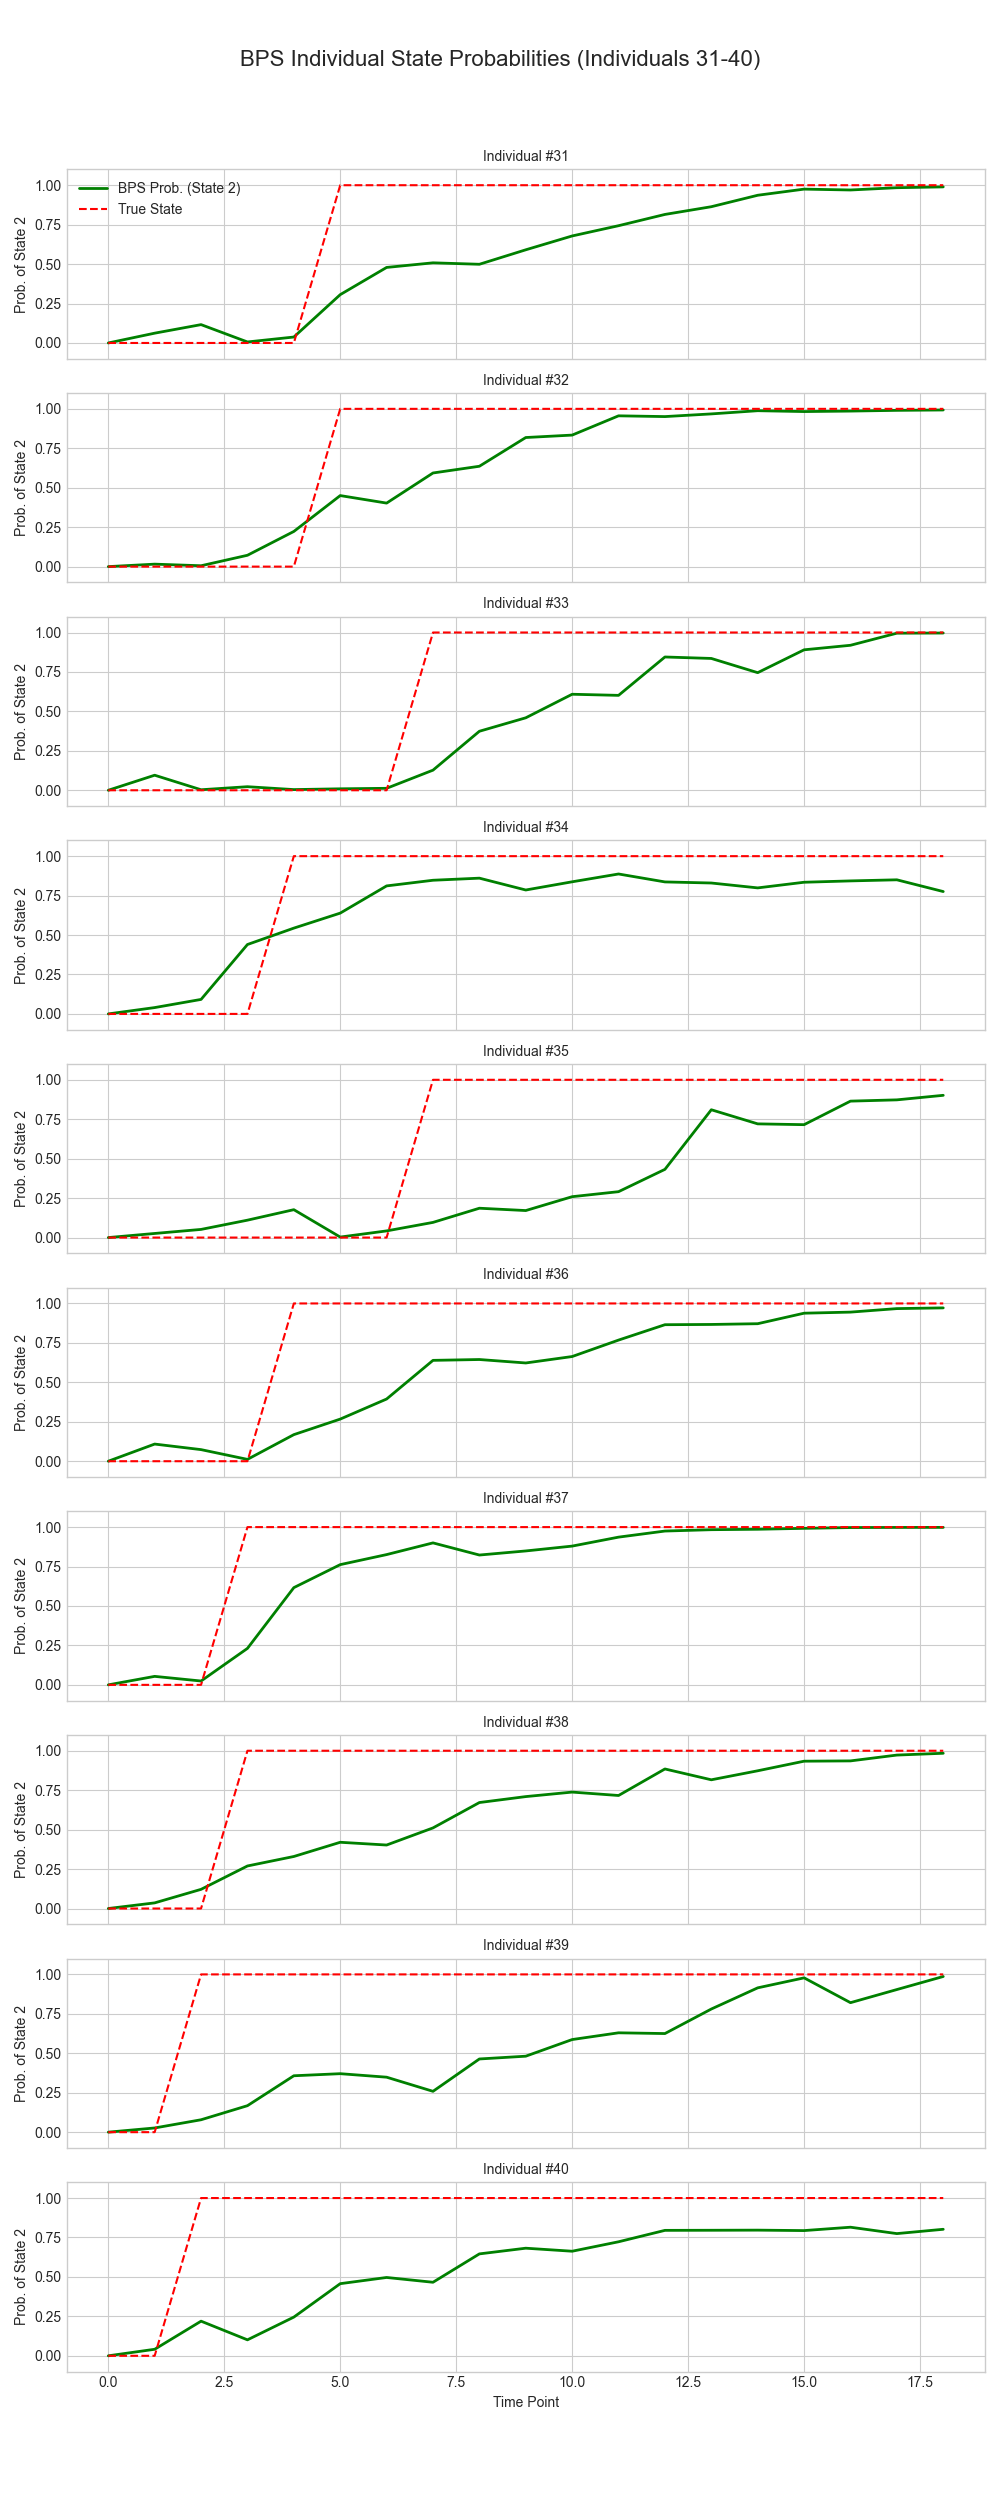 BPS Individual State Probabilities (Individuals 31-40)
Individual #31
BPS Prob. (State 2)
True State
Prob. of State 2
1.00
0.75
0.50
0.25
0.00
Individual #32
Prob. of State 2
1.00
0.75
0.50
0.25
0.00
Individual #33
Prob. of State 2
1.00
0.75
0.50
0.25
0.00
Individual #34
Prob. of State 2
1.00
0.75
0.50
0.25
0.00
Individual #35
Prob. of State 2
1.00
0.75
0.50
0.25
0.00
Individual #36
Prob. of State 2
1.00
0.75
0.50
0.25
0.00
Individual #37
Prob. of State 2
1.00
0.75
0.50
0.25
0.00
Individual #38
Prob. of State 2
1.00
0.75
0.50
0.25
0.00
Individual #39
Prob. of State 2
1.00
0.75
0.50
0.25
0.00
Individual #40
Prob. of State 2
1.00
0.75
0.50
0.25
0.00
0.0 2.5 5.0 7.5 10.0 12.5 15.0 17.5
Time Point